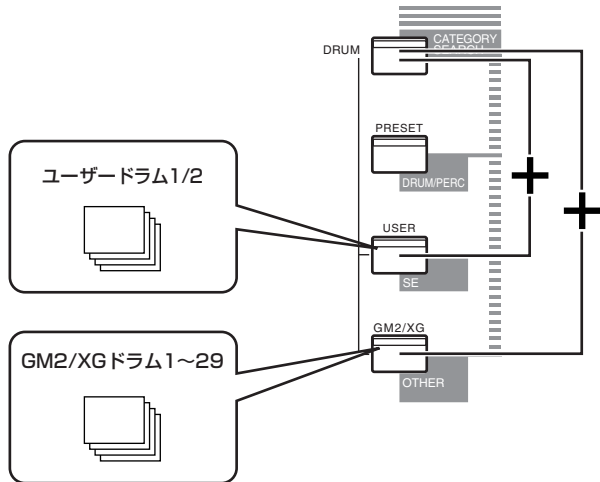 CATEGORY
SEARCH
DRUM
PRESET
DRUM/PERC
ユーザードラム1/2
USER
SE
GM2/XG
GM2/XGドラム1〜29
OTHER